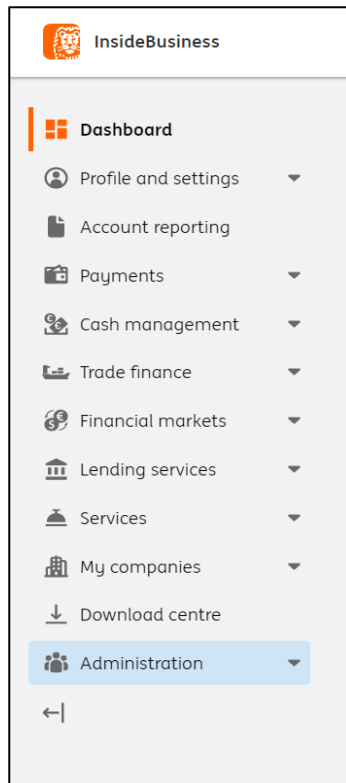 InsideBusiness
Dashboard
Profile and settings
Account reporting
Payments
Cash management
Trade finance
Financial markets
Lending services
Services
My companies
Download centre
Administration